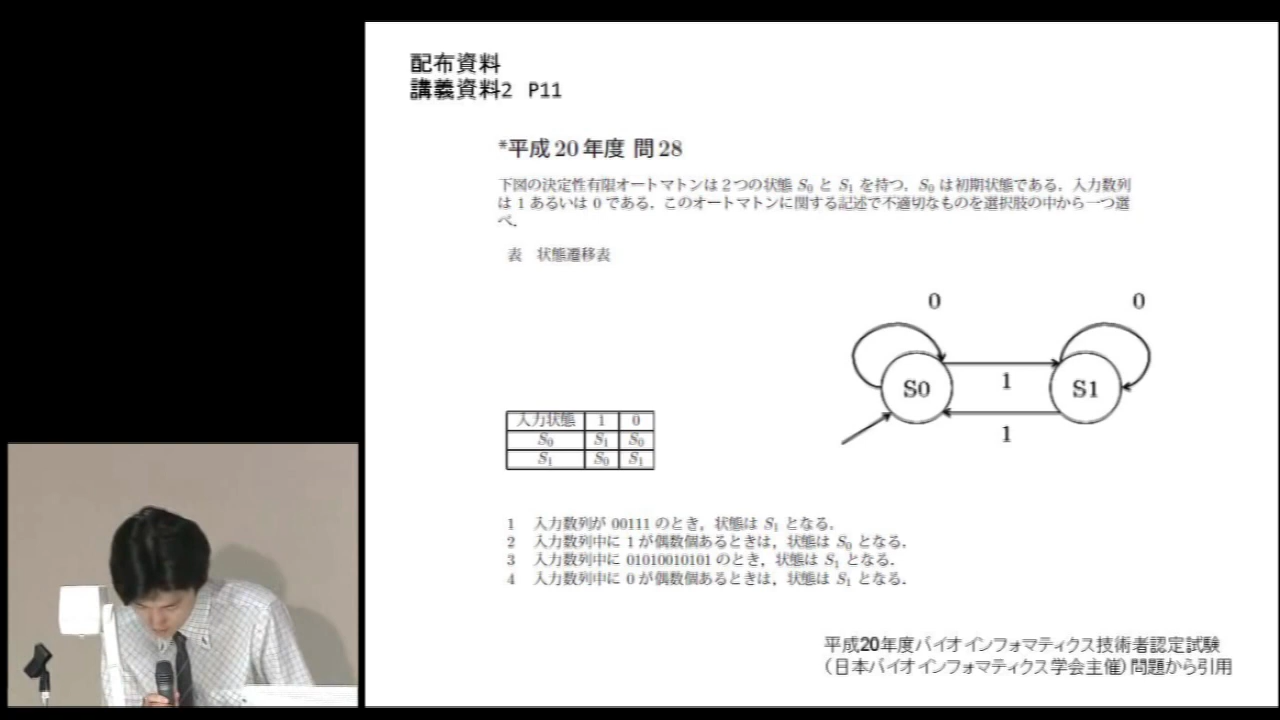 配布資料
講義資料2 P11
*平成20年度 問28
下図の決定性有限オートマトンは2つの状態 S0 と S1 を持つ. S0 は初期状態である. 入力数列
は 1 あるいは 0 である. このオートマトンに関する記述で不適切なものを選択肢の中から一つ選
べ.
表 状態遷移表
0 0
S0 1 S1
1
入力状態 1 0
S0 S1 S0
S1 S0 S1
1 入力数列が 00111 のとき, 状態は S1 となる.
2 入力数列中に 1 が偶数個あるときは, 状態は S0 となる.
3 入力数列中に 01010010101 のとき, 状態は S1 となる.
4 入力数列中に 0 が偶数個あるときは, 状態は S1 となる.
平成20年度バイオインフォマティクス技術者認定試験
(日本バイオインフォマティクス学会主催)問題から引用